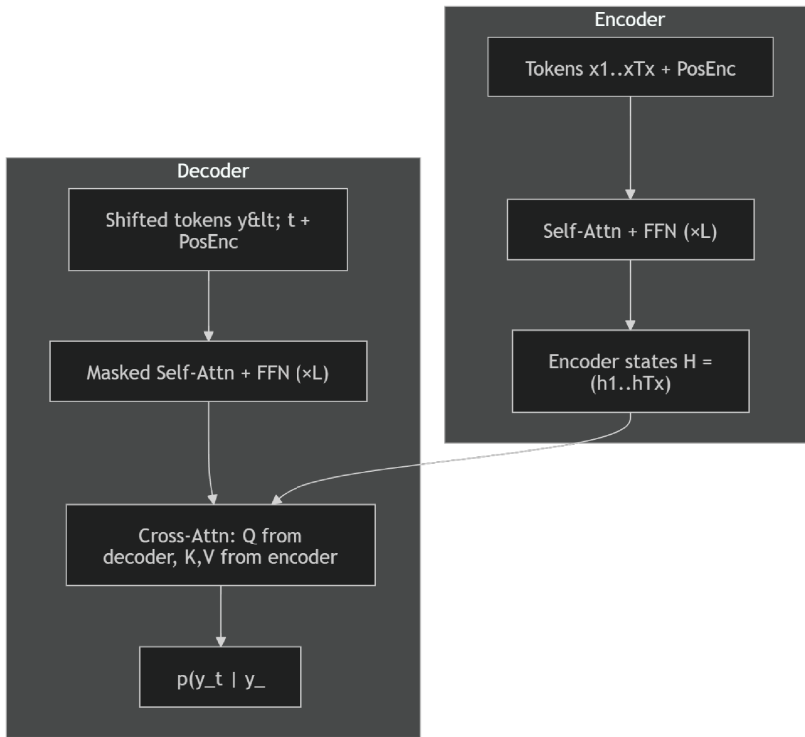 Encoder
Tokens x1..xTx + PosEnc
Self-Attn + FFN (×L)
Encoder states H =
(h1..hTx)
Decoder
Shifted tokens y&lt; t +
PosEnc
Masked Self-Attn + FFN (×L)
Cross-Attn: Q from
decoder, K,V from encoder
p(y_t | y_